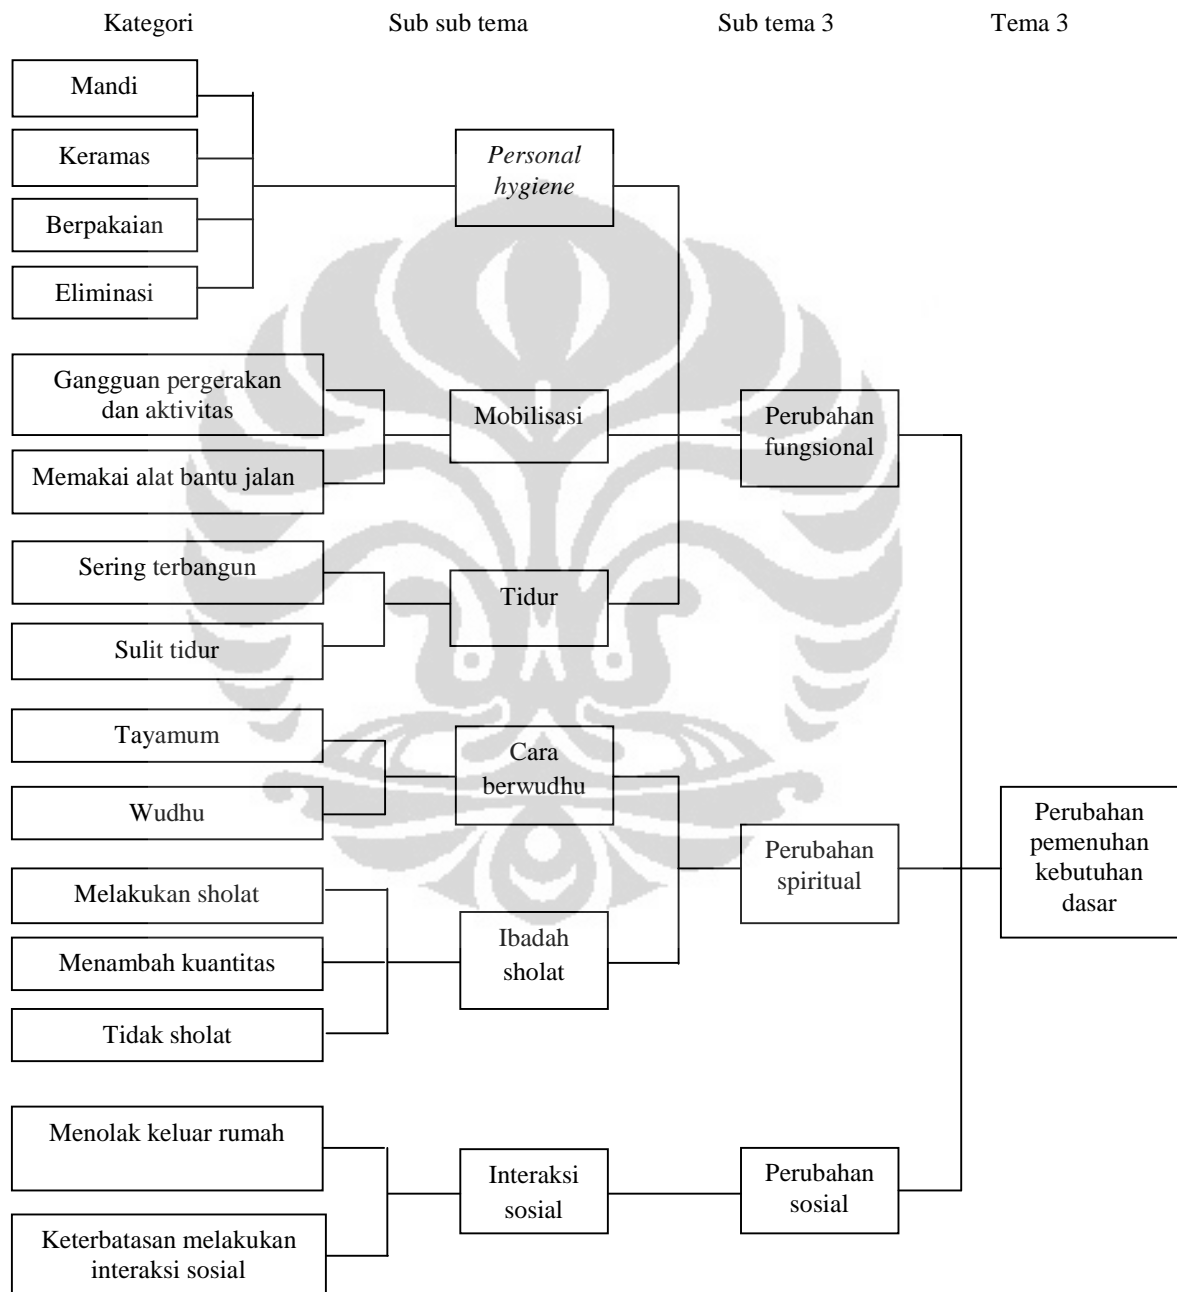 Kategori
Sub sub tema
Sub tema 3
Tema 3
Mandi
Keramas
Berpakaian
Eliminasi
Personal
hygiene
Gangguan pergerakan
dan aktivitas
Memakai alat bantu jalan
Mobilisasi
Perubahan
fungsional
Sering terbangun
Sulit tidur
Tidur
Tayamum
Wudhu
Cara
berwudhu
Melakukan sholat
Menambah kuantitas
Tidak sholat
Ibadah
sholat
Perubahan
spiritual
Perubahan
pemenuhan
kebutuhan
dasar
Menolak keluar rumah
Keterbatasan melakukan
interaksi sosial
Interaksi
sosial
Perubahan
sosial